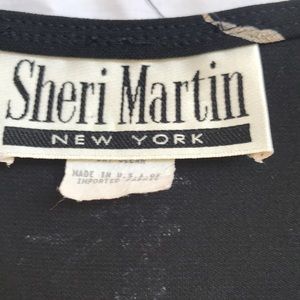 Sheri Martin
NEW YORK
MADE IN U.S.A. OF
IMPORTED FABRIC